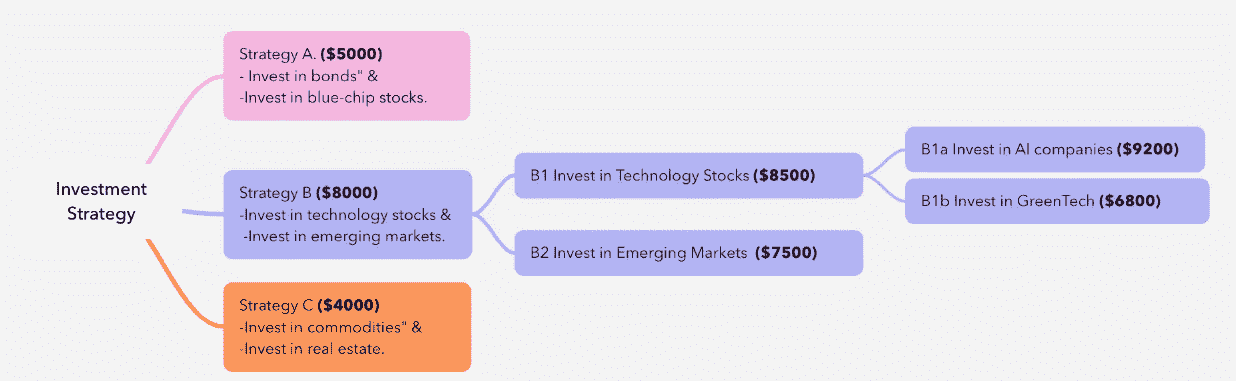 Investment
Strategy
Strategy A. ($5000)
- Invest in bonds" &
-Invest in blue-chip stocks.
Strategy B ($8000)
-Invest in technology stocks &
-Invest in emerging markets.
Strategy C ($4000)
-Invest in commodities" &
-Invest in real estate.
B1 Invest in Technology Stocks ($8500)
B2 Invest in Emerging Markets ($7500)
B1a Invest in AI companies ($9200)
B1b Invest in GreenTech ($6800)